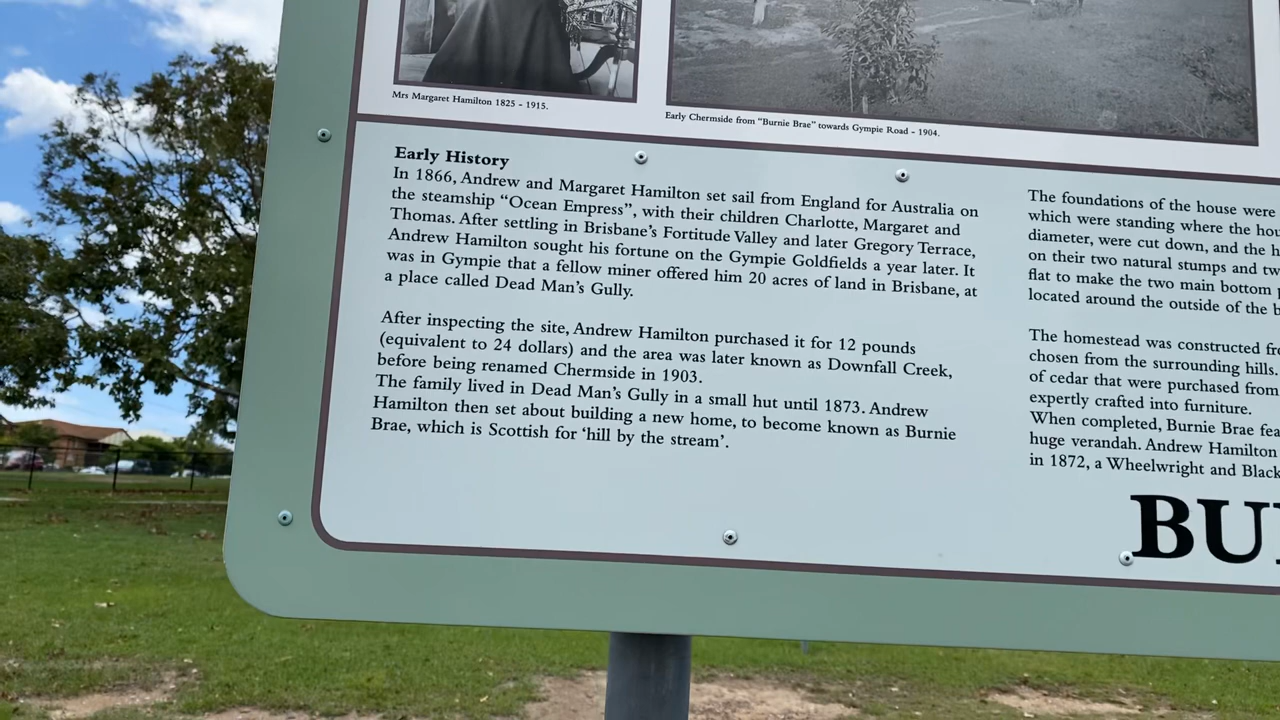 Mrs Margaret Hamilton 1825 - 1915.
Early Chermside from "Burnie Brae" towards Gympie Road - 1904.
Early History
In 1866, Andrew and Margaret Hamilton set sail from England for Australia on
the steamship “Ocean Empress”, with their children Charlotte, Margaret and
Thomas. After settling in Brisbane’s Fortitude Valley and later Gregory Terrace,
Andrew Hamilton sought his fortune on the Gympie Goldfields a year later. It
was in Gympie that a fellow miner offered him 20 acres of land in Brisbane, at
a place called Dead Man’s Gully.
After inspecting the site, Andrew Hamilton purchased it for 12 pounds
(equivalent to 24 dollars) and the area was later known as Downfall Creek,
before being renamed Chermside in 1903.
The family lived in Dead Man’s Gully in a small hut until 1873. Andrew
Hamilton then set about building a new home, to become known as Burnie
Brae, which is Scottish for ‘hill by the stream’.
The foundations of the house were
which were standing where the
diameter, were cut down, and the
on their two natural stumps and
flat to make the two main bottom
located around the outside of the
The homestead was constructed
chosen from the surrounding hills.
of cedar that were purchased from
expertly crafted into furniture.
When completed, Burnie Brae
huge verandah. Andrew Hamilton
in 1872, a Wheelwright and